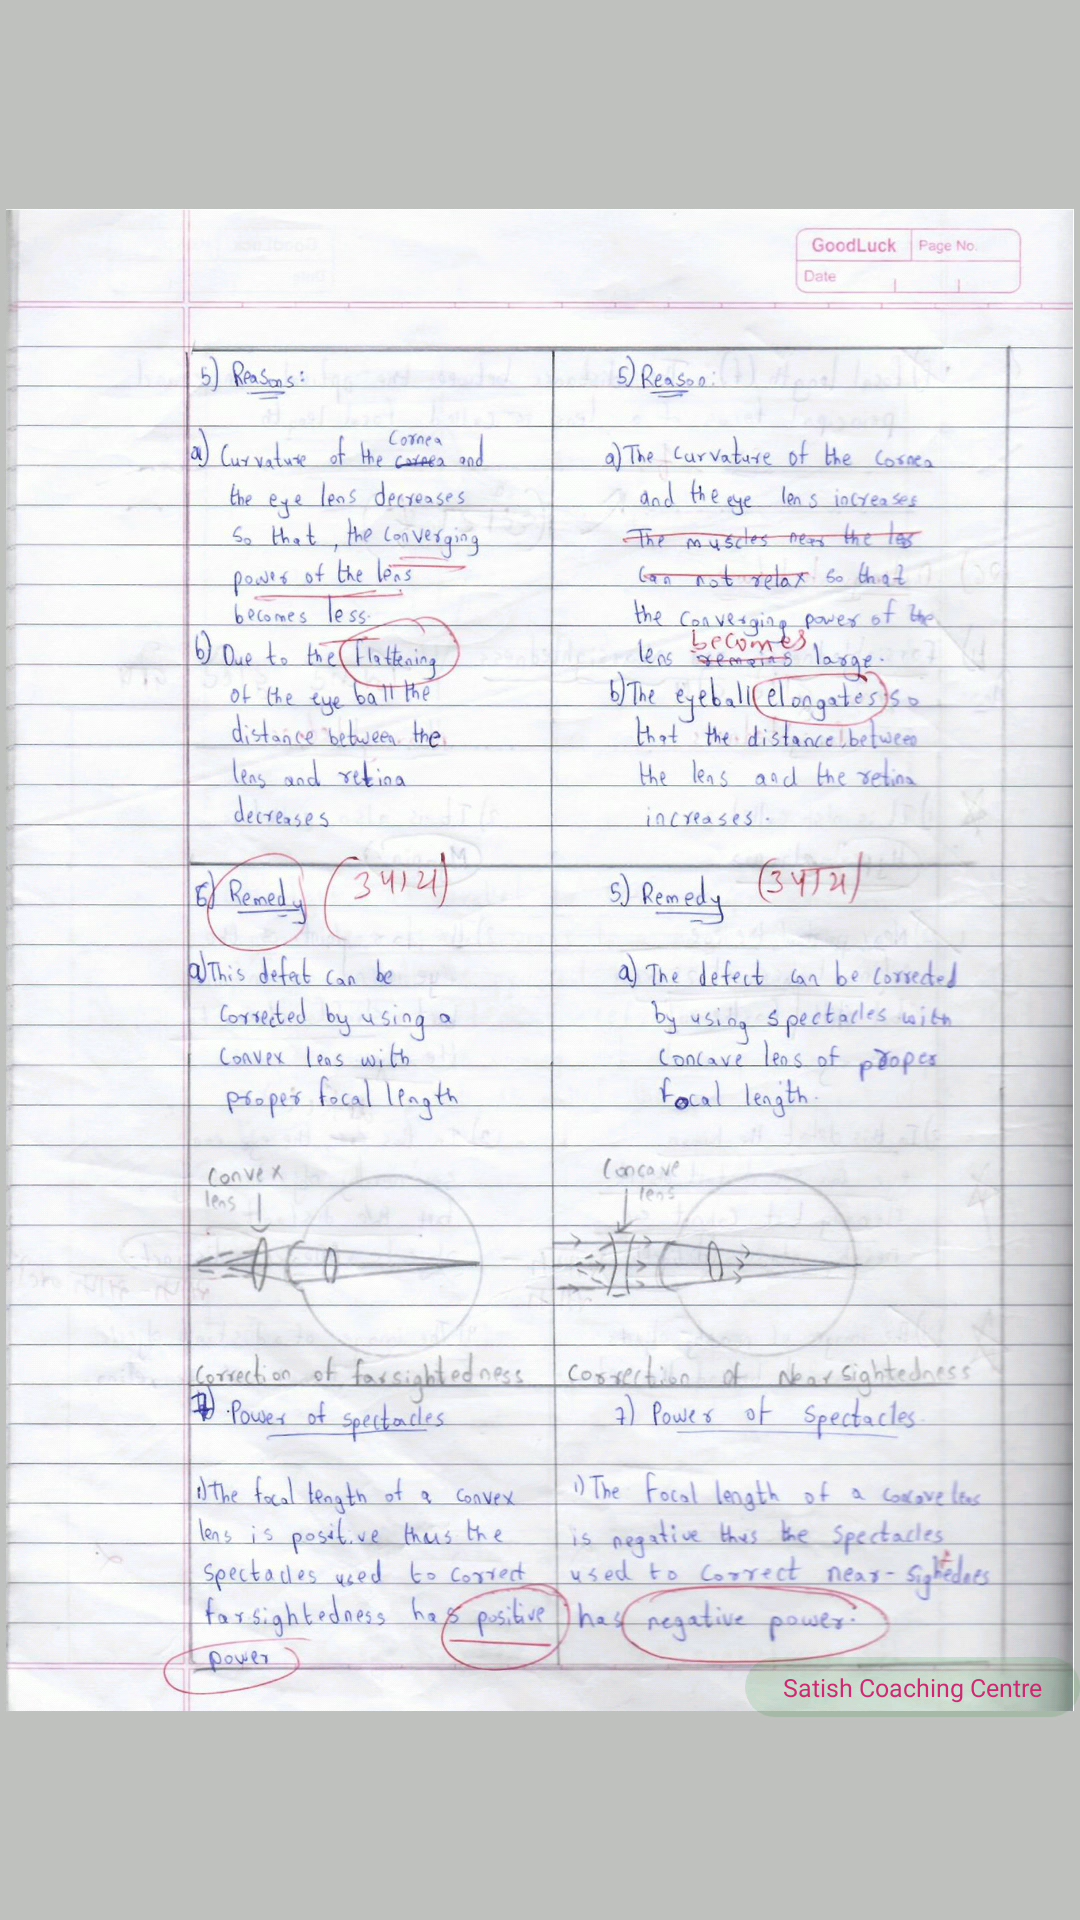 GoodLuck
Page No.
Date
5) Reasons:
a) Curvature of the cornea Cornea and
the eye lens decreases
so that, the converging
power of the lens
becomes less.
b) Due to the flattening
of the eye ball the
distance between the
lens and retina
decreases
6) Remedy (उपाय)
a) This defect can be
corrected by using a
convex lens with
proper focal length
Convex
lens
Correction of farsightedness
7) Power of spectacles
i) The focal length of a convex
lens is positive thus the
spectacles used to correct
farsightedness has positive
power
5) Reason:
a) The curvature of the cornea
and the eye lens increases
The muscles near the les
can not relax so that
the converging power of the
lens remains becomes large.
b) The eyeball elongates so
that the distance between
the lens and the retina
increases.
5) Remedy (उपाय)
a) The defect can be corrected
by using spectacles with
concave lens of proper
focal length.
Concave
lens
Correction of Near sightedness
7) Power of Spectacles.
i) The focal length of a concave lens
is negative thus the spectacles
used to correct near-sightednes
has negative power.
Satish Coaching Centre